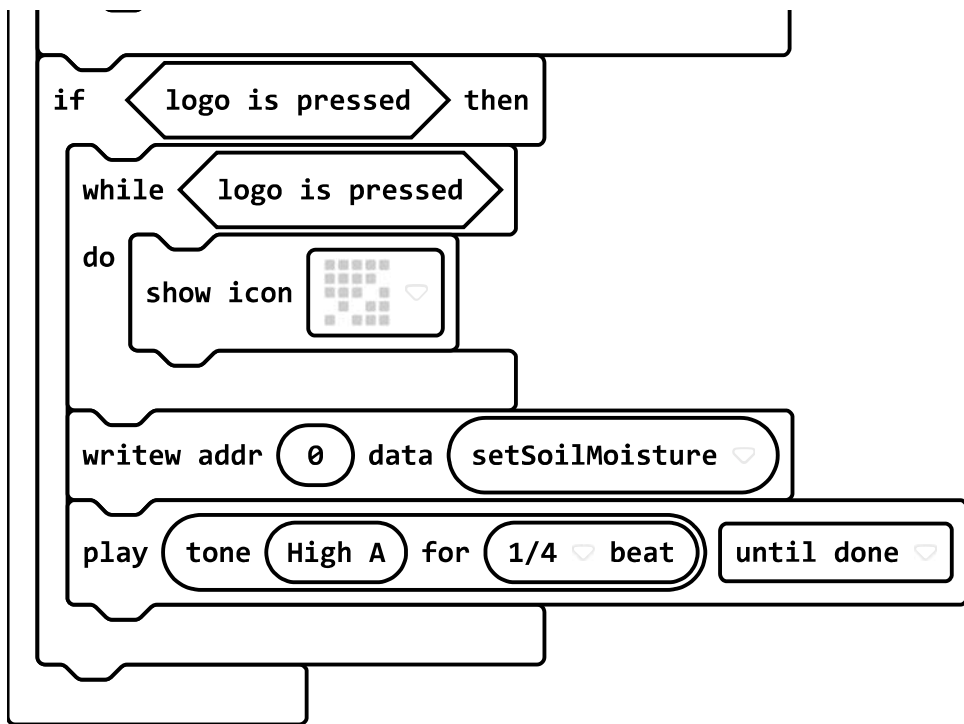 if logo is pressed then
while logo is pressed
do
show icon
writew addr 0 data setSoilMoisture
play tone High A for 1/4 beat until done